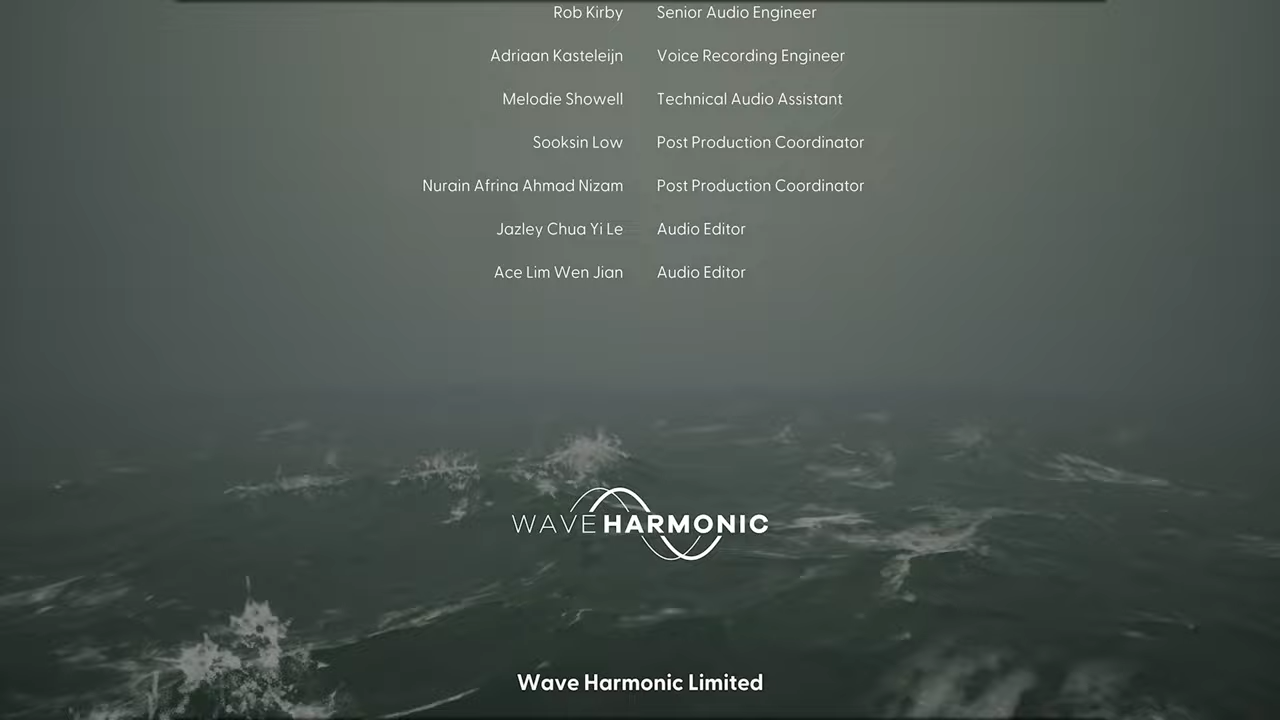 Rob Kirby Senior Audio Engineer
Adriaan Kasteleijn Voice Recording Engineer
Melodie Showell Technical Audio Assistant
Sooksin Low Post Production Coordinator
Nurain Afrina Ahmad Nizam Post Production Coordinator
Jazley Chua Yi Le Audio Editor
Ace Lim Wen Jian Audio Editor
WAVEHARMONIC
Wave Harmonic Limited